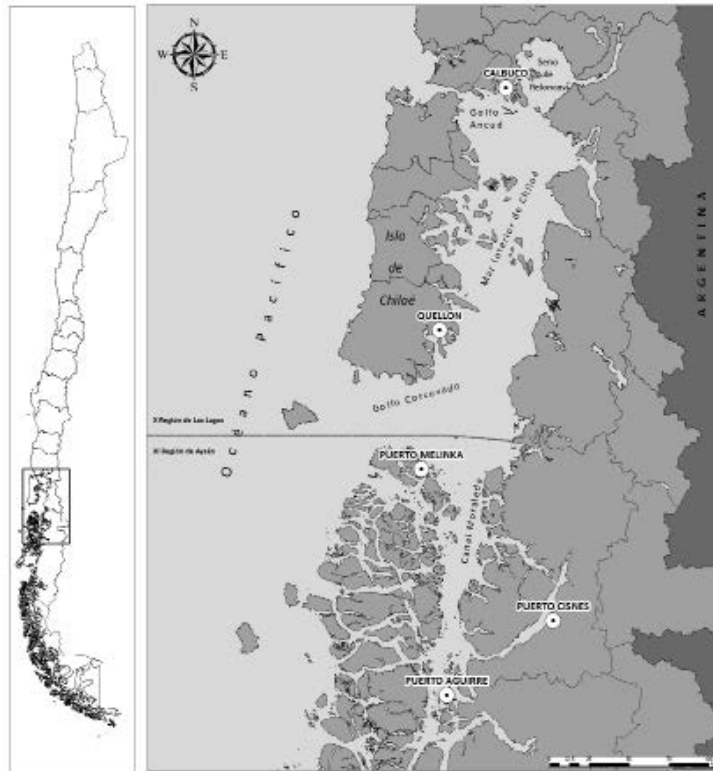 N
W E
S
CALBUCO
Seno
de
Reloncaví
Golfo
Ancud
Mar Interior de Chiloé
ARGENTINA
Océano Pacífico
Isla
de
Chiloé
QUELLON
Golfo Corcovado
X Región de Los Lagos
XI Región de Aysén
PUERTO MELINKA
Canal Moraleda
PUERTO CISNES
PUERTO AGUIRRE